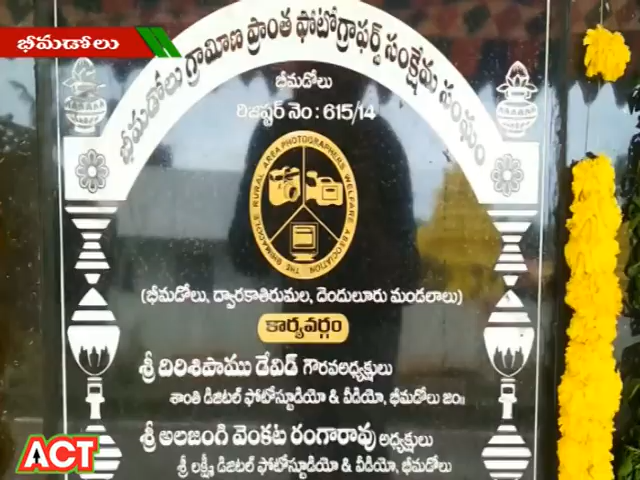 భీమడోలు
భీమడోలు గ్రామీణ ప్రాంత ఫొటోగ్రాఫర్స్ సంక్షేమ సంఘం
భీమడోలు
రిజిష్టర్ నెం : 615/14
THE BHIMADOLE RURAL AREA PHOTOGRAPHERS WELFARE ASSOCIATION
(భీమడోలు, ద్వారకాతిరుమల, దెందులూరు మండలాలు)
కార్యవర్గం
శ్రీ దిరిశిపాము డేవిడ్ గౌరవఅధ్యక్షులు
శాంతి డిజిటల్ ఫోటోస్టూడియో & వీడియో, భీమడోలు జం॥
శ్రీ అలజంగి వెంకట రంగారావు అధ్యక్షులు
శ్రీ లక్ష్మీ డిజిటల్ ఫోటోస్టూడియో & వీడియో, భీమడోలు
ACT